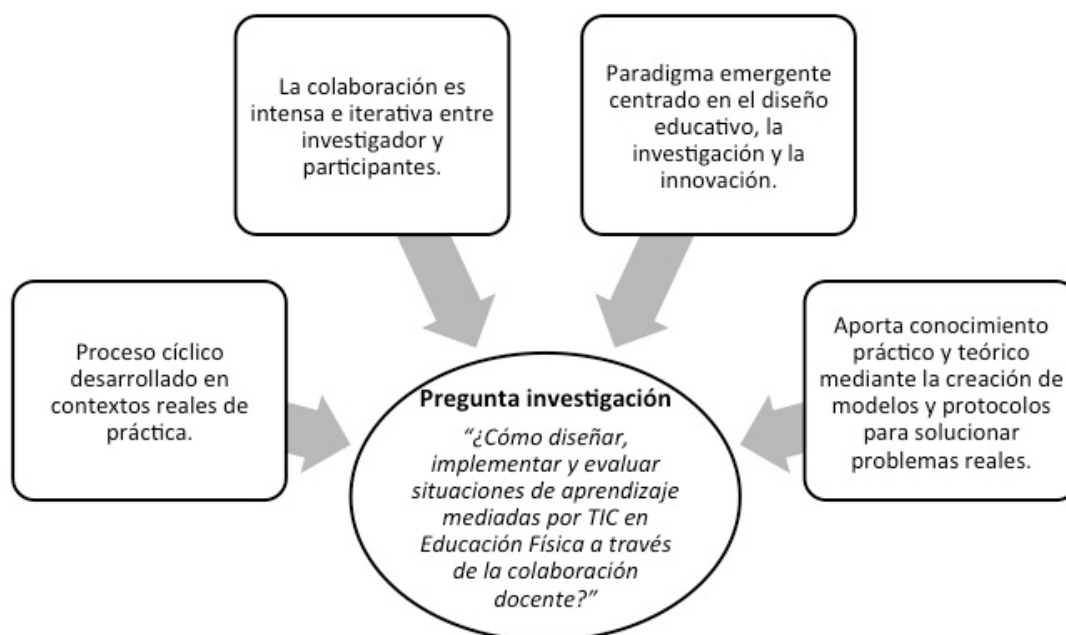 La colaboración es
intensa e iterativa entre
investigador y
participantes.
Paradigma emergente
centrado en el diseño
educativo, la
investigación y la
innovación.
Proceso cíclico
desarrollado en
contextos reales de
práctica.
Aporta conocimiento
práctico y teórico
mediante la creación de
modelos y protocolos
para solucionar
problemas reales.
Pregunta investigación
“¿Cómo diseñar,
implementar y evaluar
situaciones de aprendizaje
mediadas por TIC en
Educación Física a través
de la colaboración
docente?”